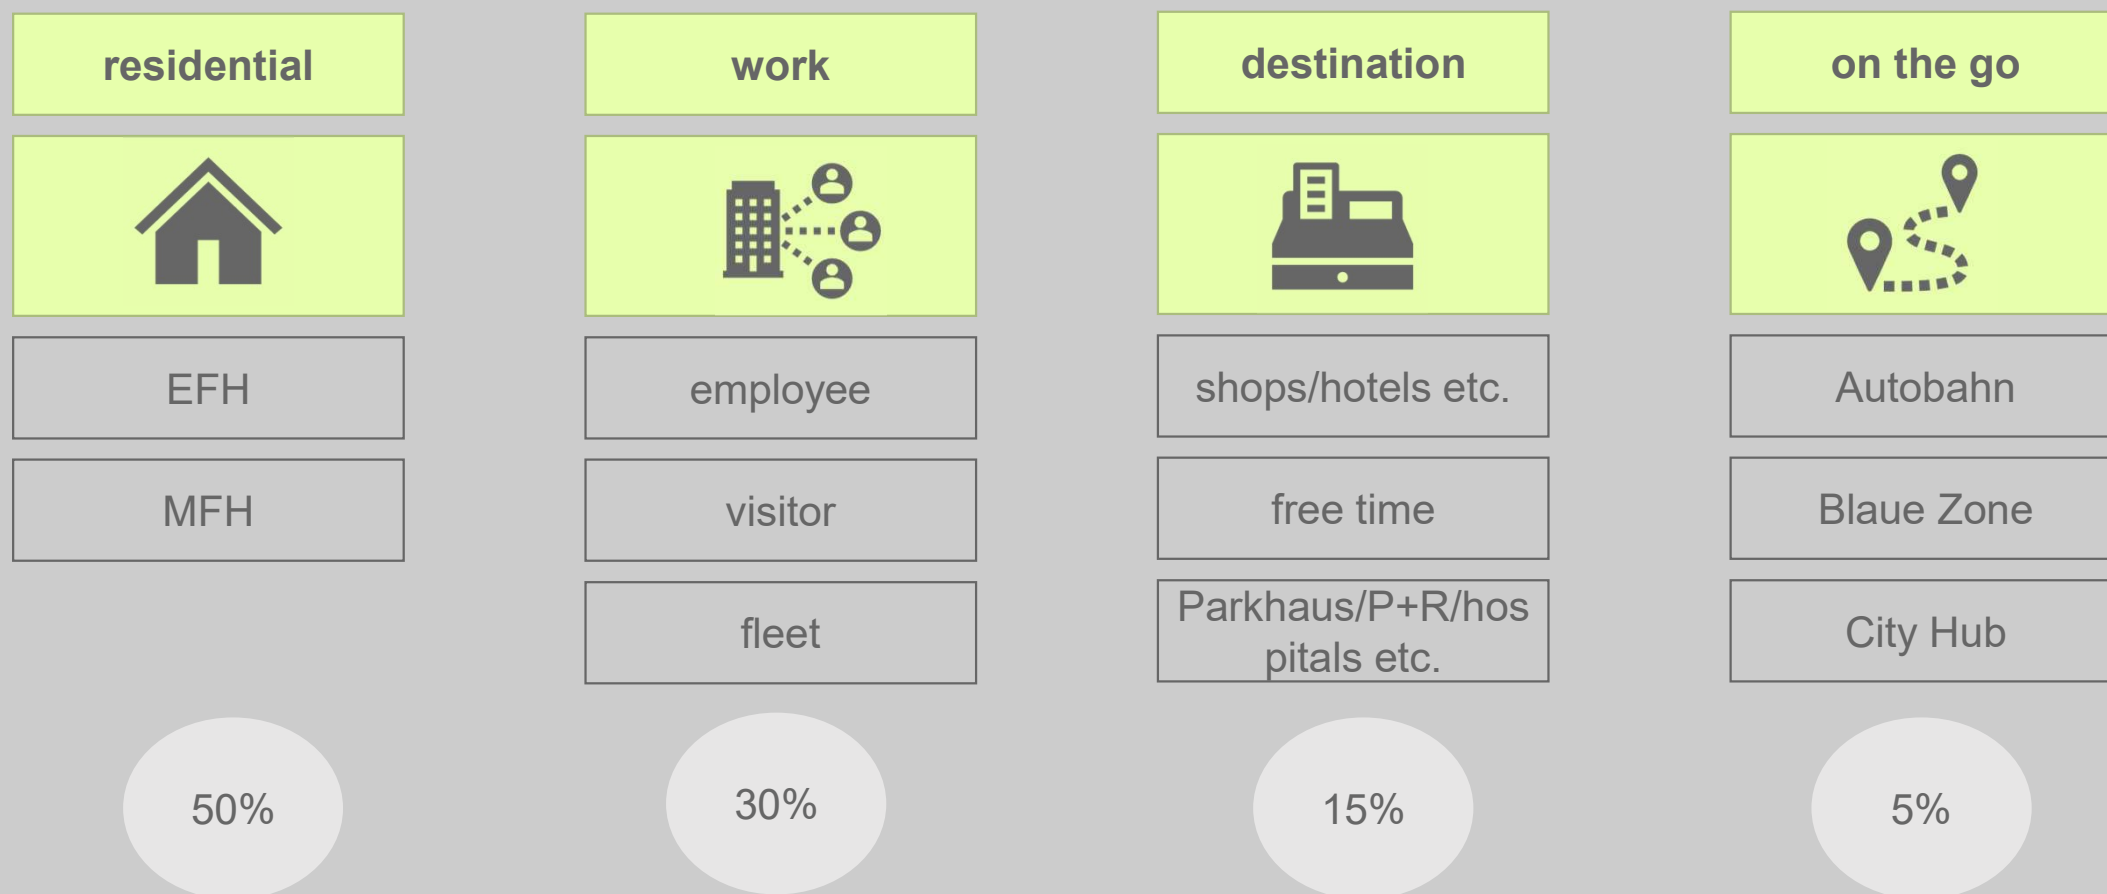 residential
work
destination
on the go
EFH
employee
shops/hotels etc.
Autobahn
MFH
visitor
free time
Blaue Zone
fleet
Parkhaus/P+R/hos
pitals etc.
City Hub
50%
30%
15%
5%